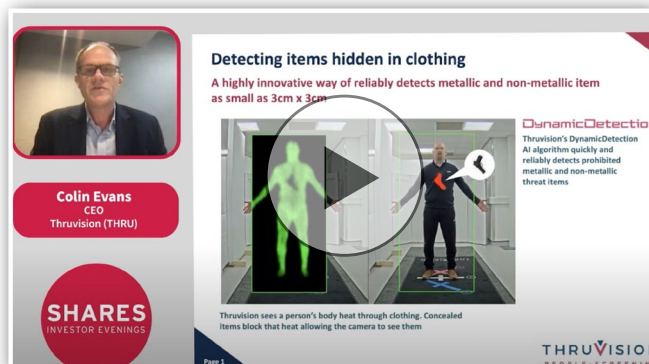 Colin Evans
CEO
Thruvision (THRU)
SHARES
INVESTOR EVENINGS
Detecting items hidden in clothing
A highly innovative way of reliably detects metallic and non-metallic item
as small as 3cm x 3cm
DynamicDetectio
Thruvision's DynamicDetection
AI algorithm quickly and
reliably detects prohibited
metallic and non-metallic
threat items
Thruvision sees a person's body heat through clothing. Concealed
items block that heat allowing the camera to see them
Page 1
THRUVISIO